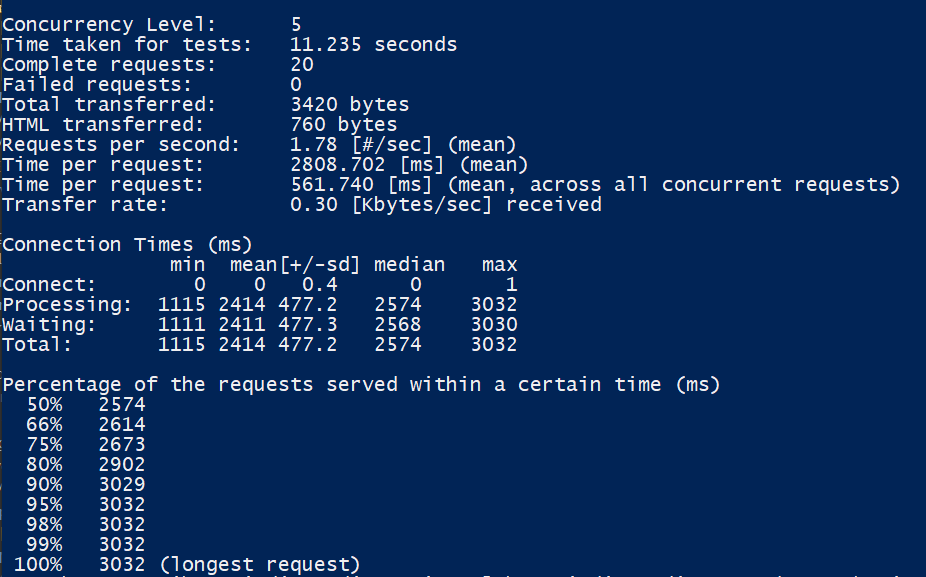 Concurrency Level:      5
Time taken for tests:   11.235 seconds
Complete requests:      20
Failed requests:        0
Total transferred:      3420 bytes
HTML transferred:       760 bytes
Requests per second:    1.78 [#/sec] (mean)
Time per request:       2808.702 [ms] (mean)
Time per request:       561.740 [ms] (mean, across all concurrent requests)
Transfer rate:          0.30 [Kbytes/sec] received
Connection Times (ms)
              min  mean[+/-sd] median   max
Connect:        0    0   0.4      0       1
Processing:  1115 2414 477.2   2574    3032
Waiting:     1111 2411 477.3   2568    3030
Total:       1115 2414 477.2   2574    3032
Percentage of the requests served within a certain time (ms)
  50%   2574
  66%   2614
  75%   2673
  80%   2902
  90%   3029
  95%   3032
  98%   3032
  99%   3032
 100%   3032 (longest request)